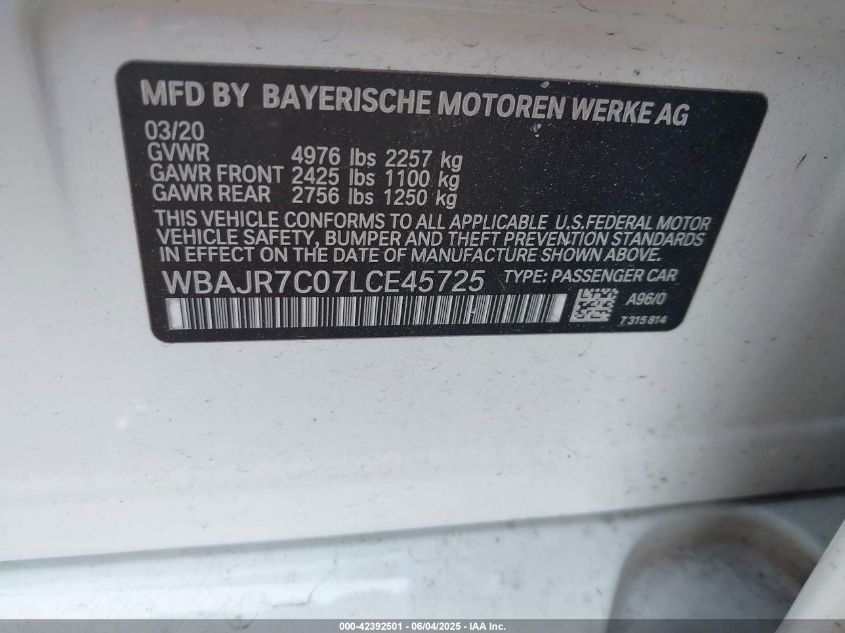 MFD BY BAYERISCHE MOTOREN WERKE AG
03/20
GVWR 4976 lbs 2257 kg
GAWR FRONT 2425 lbs 1100 kg
GAWR REAR 2756 lbs 1250 kg
THIS VEHICLE CONFORMS TO ALL APPLICABLE U.S.FEDERAL MOTOR
VEHICLE SAFETY, BUMPER AND THEFT PREVENTION STANDARDS
IN EFFECT ON THE DATE OF MANUFACTURE SHOWN ABOVE.
WBAJR7C07LCE45725 TYPE: PASSENGER CAR
A96/0
7315814
000-42392501 - 06/04/2025 - IAA Inc.